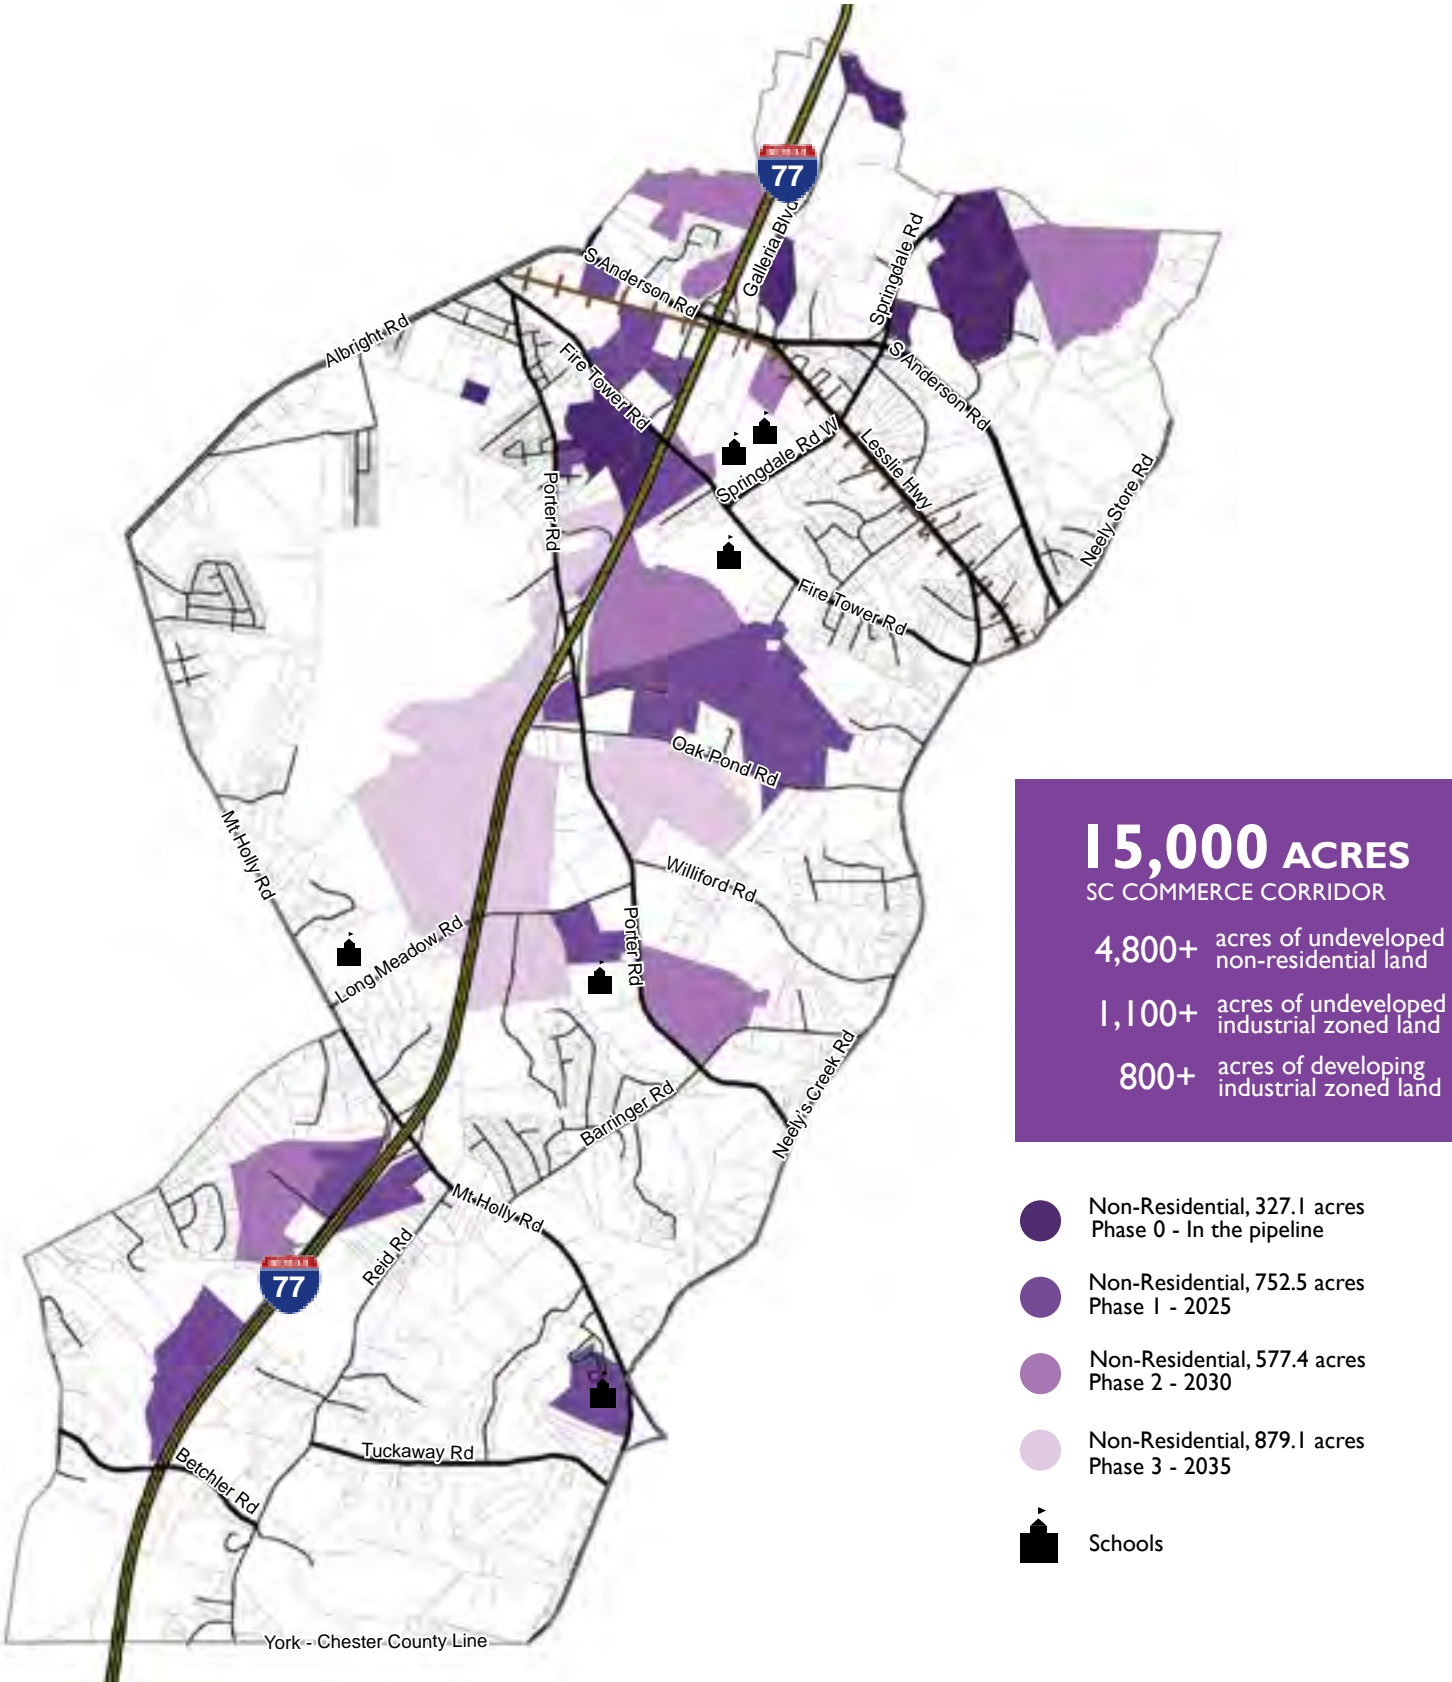 77
Galleria Blvd
Springdale Rd
S Anderson Rd
Albright Rd
Fire Tower Rd
S Anderson Rd
Springdale Rd W
Lesslie Hwy
Porter Rd
Neely Store Rd
Fire Tower Rd
Oak Pond Rd
Mt Holly Rd
Williford Rd
Long Meadow Rd
Porter Rd
Neely's Creek Rd
Barringer Rd
Mt Holly Rd
Reid Rd
77
Tuckaway Rd
Betchler Rd
York - Chester County Line
15,000 ACRES
SC COMMERCE CORRIDOR
4,800+ acres of undeveloped
non-residential land
1,100+ acres of undeveloped
industrial zoned land
800+ acres of developing
industrial zoned land
Non-Residential, 327.1 acres
Phase 0 - In the pipeline
Non-Residential, 752.5 acres
Phase 1 - 2025
Non-Residential, 577.4 acres
Phase 2 - 2030
Non-Residential, 879.1 acres
Phase 3 - 2035
Schools